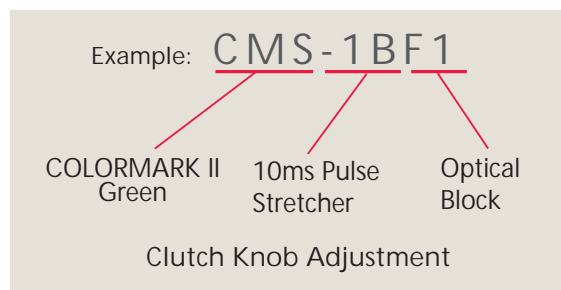 Example: CMS-1BF1
COLORMARK II
Green
10ms Pulse
Stretcher
Optical
Block
Clutch Knob Adjustment